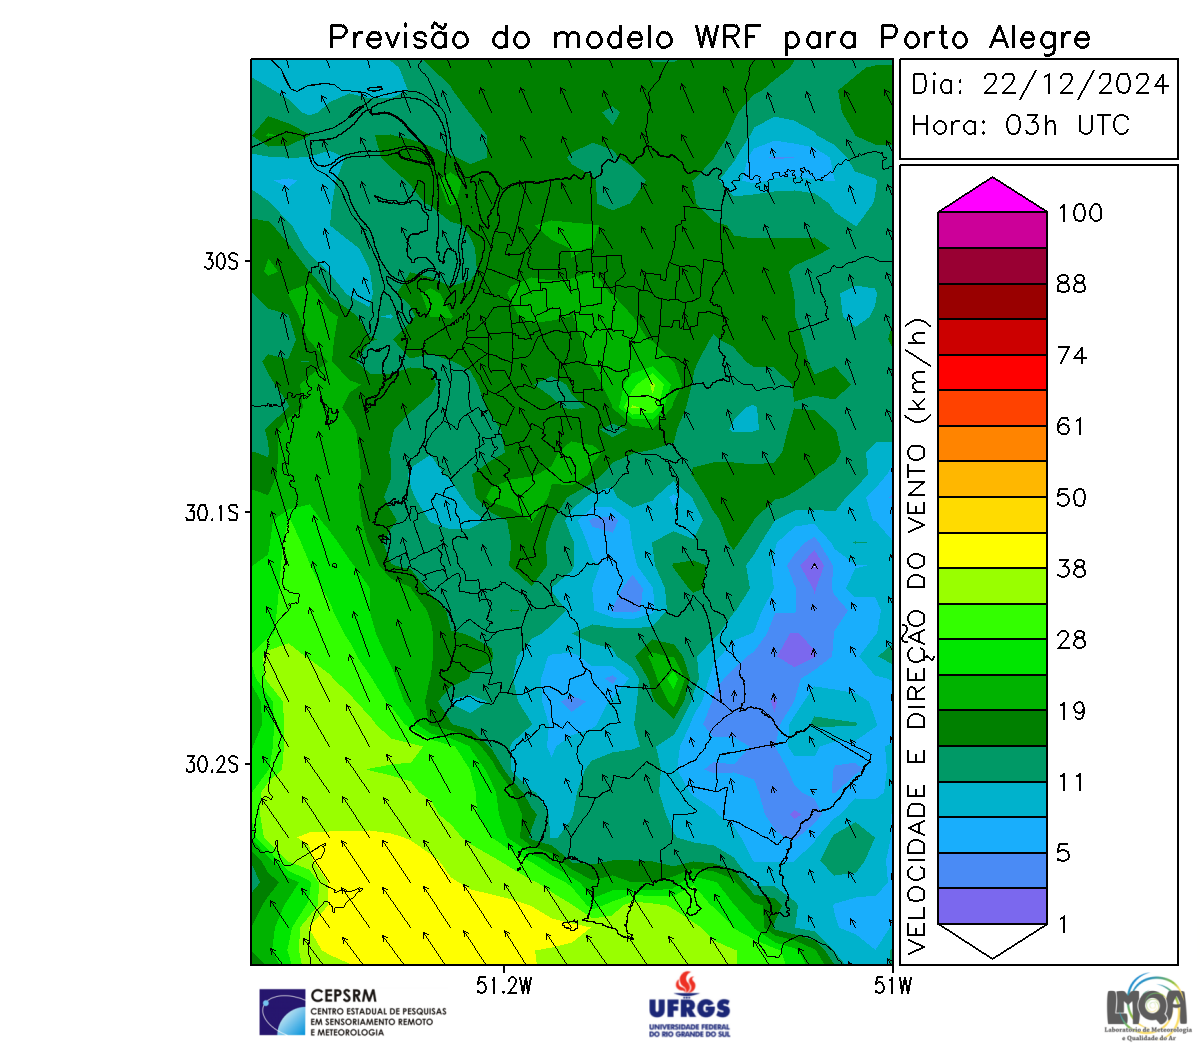 Previsão do modelo WRF para Porto Alegre
Dia: 22/12/2024
Hora: 03h UTC
VELOCIDADE E DIREÇÃO DO VENTO (km/h)
100
88
74
61
50
38
28
19
11
5
1
30S
30.1S
30.2S
51.2W
51W
CEPSRM
CENTRO ESTADUAL DE PESQUISAS
EM SENSORIAMENTO REMOTO
E METEOROLOGIA
UFRGS
UNIVERSIDADE FEDERAL
DO RIO GRANDE DO SUL
LMQA
Laboratório de Meteorologia
e Qualidade do Ar